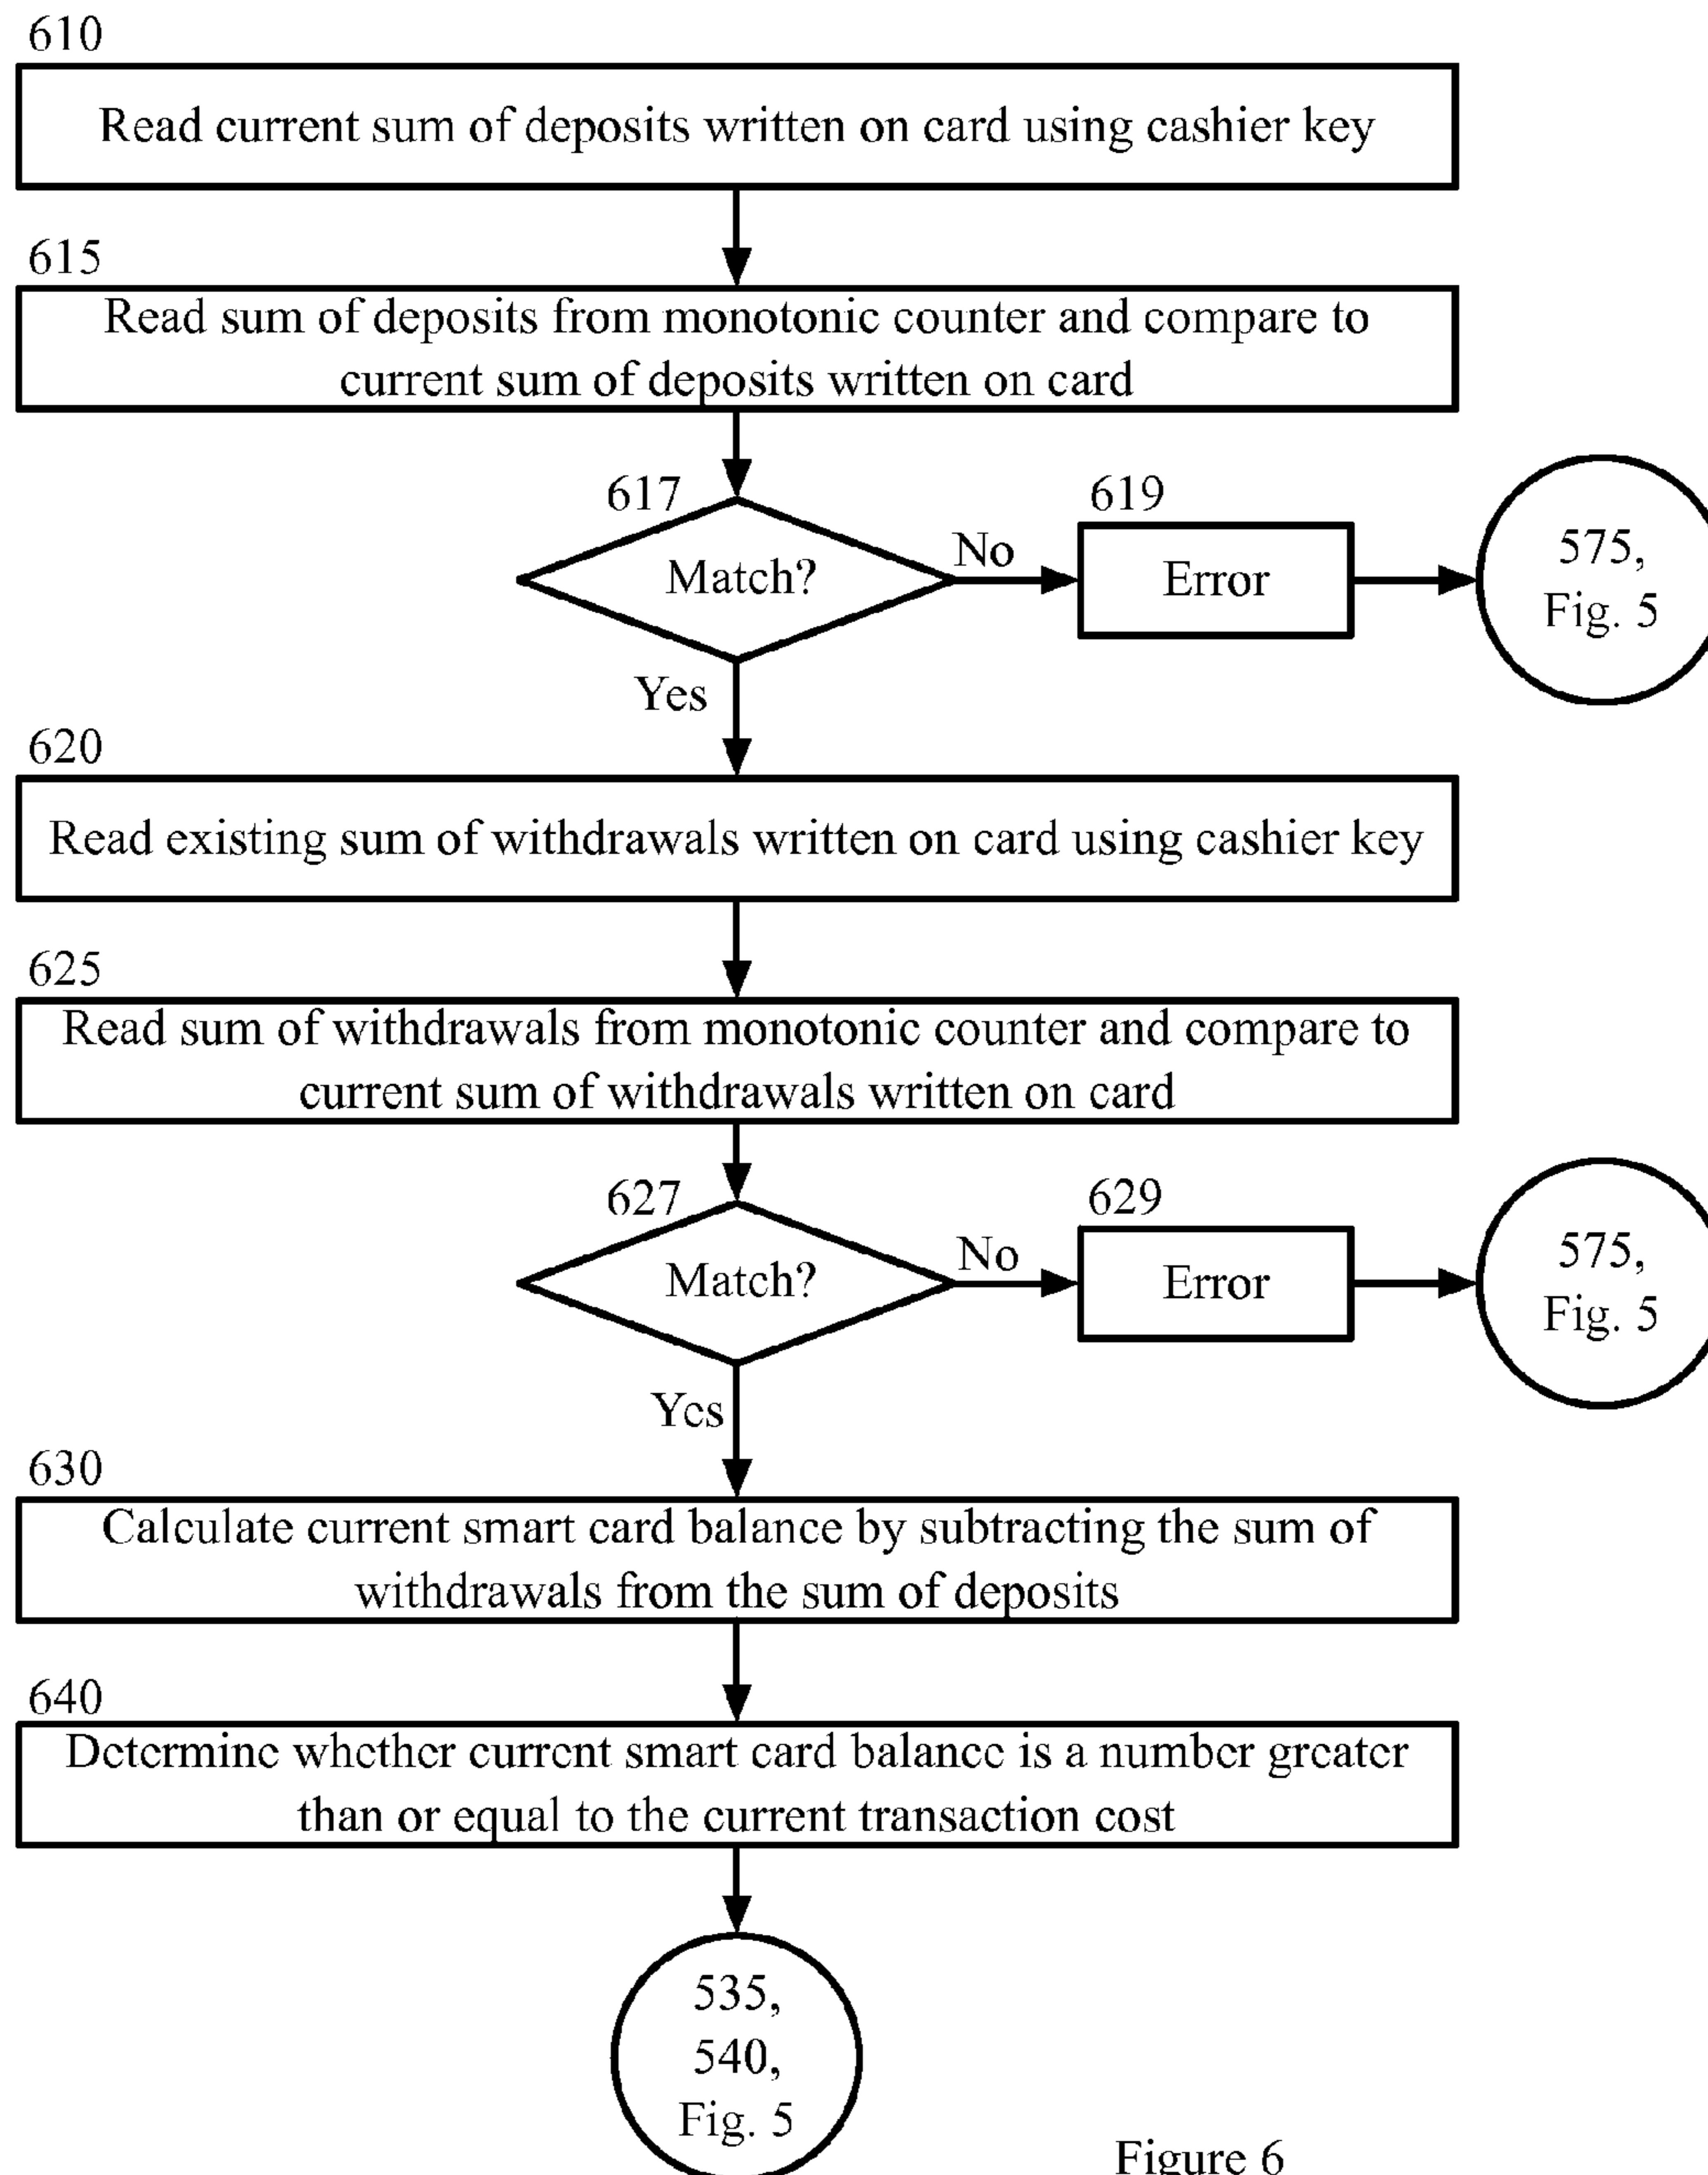 610
Read current sum of deposits written on card using cashier key
615
Read sum of deposits from monotonic counter and compare to
current sum of deposits written on card
617
Match?
No
619
Error
575,
Fig. 5
Yes
620
Read existing sum of withdrawals written on card using cashier key
625
Read sum of withdrawals from monotonic counter and compare to
current sum of withdrawals written on card
627
Match?
No
629
Error
575,
Fig. 5
Yes
630
Calculate current smart card balance by subtracting the sum of
withdrawals from the sum of deposits
640
Determine whether current smart card balance is a number greater
than or equal to the current transaction cost
535,
540,
Fig. 5
Figure 6